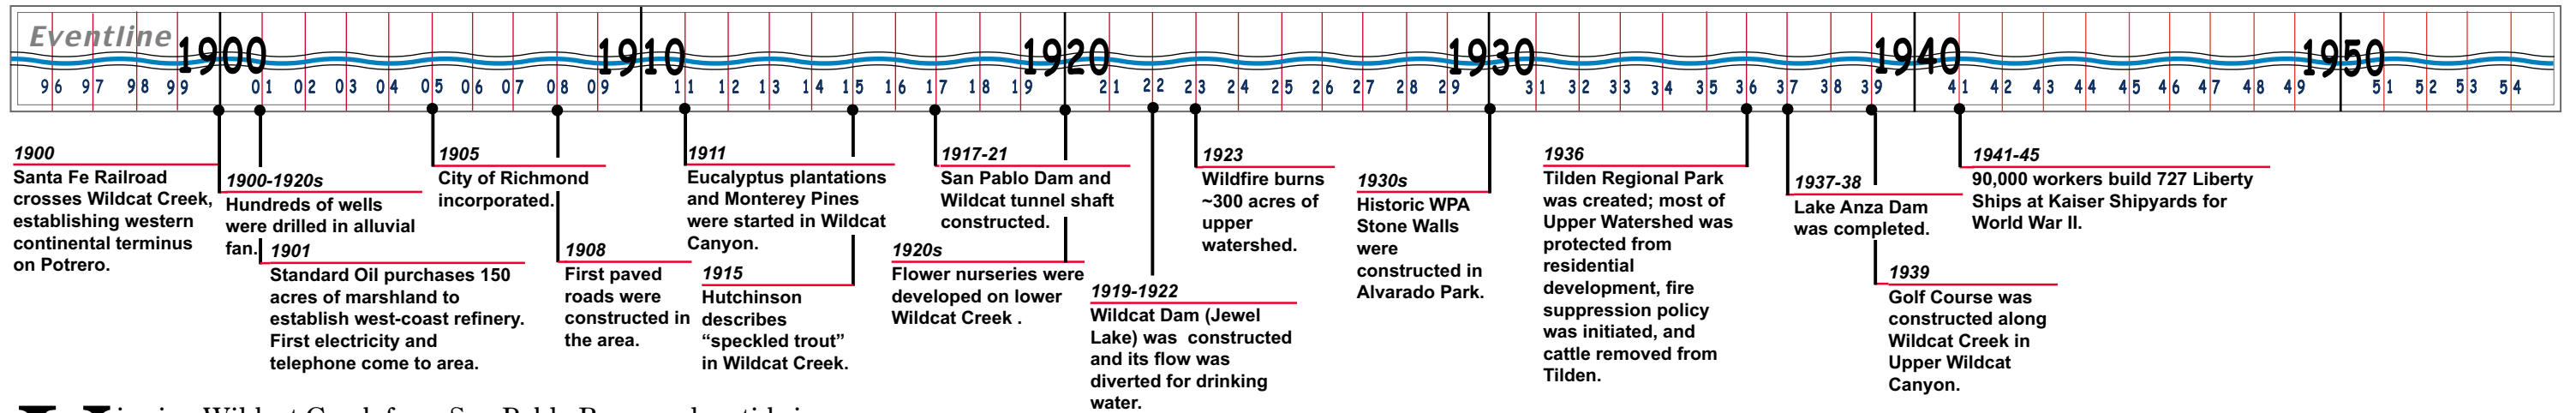 Eventline
1900 1910 1920 1930 1940 1950
96 97 98 99 01 02 03 04 05 06 07 08 09 11 12 13 14 15 16 17 18 19 21 22 23 24 25 26 27 28 29 31 32 33 34 35 36 37 38 39 41 42 43 44 45 46 47 48 49 51 52 53 54
1900
Santa Fe Railroad
crosses Wildcat Creek,
establishing western
continental terminus
on Potrero.
1900-1920s
Hundreds of wells
were drilled in alluvial
fan.
1901
Standard Oil purchases 150
acres of marshland to
establish west-coast refinery.
First electricity and
telephone come to area.
1905
City of Richmond
incorporated.
1908
First paved
roads were
constructed in
the area.
1911
Eucalyptus plantations
and Monterey Pines
were started in Wildcat
Canyon.
1915
Hutchinson
describes
“speckled trout”
in Wildcat Creek.
1917-21
San Pablo Dam and
Wildcat tunnel shaft
constructed.
1920s
Flower nurseries were
developed on lower
Wildcat Creek .
1919-1922
Wildcat Dam (Jewel
Lake) was constructed
and its flow was
diverted for drinking
water.
1923
Wildfire burns
~300 acres of
upper
watershed.
1930s
Historic WPA
Stone Walls
were
constructed in
Alvarado Park.
1936
Tilden Regional Park
was created; most of
Upper Watershed was
protected from
residential
development, fire
suppression policy
was initiated, and
cattle removed from
Tilden.
1937-38
Lake Anza Dam
was completed.
1939
Golf Course was
constructed along
Wildcat Creek in
Upper Wildcat
Canyon.
1941-45
90,000 workers build 727 Liberty
Ships at Kaiser Shipyards for
World War II.